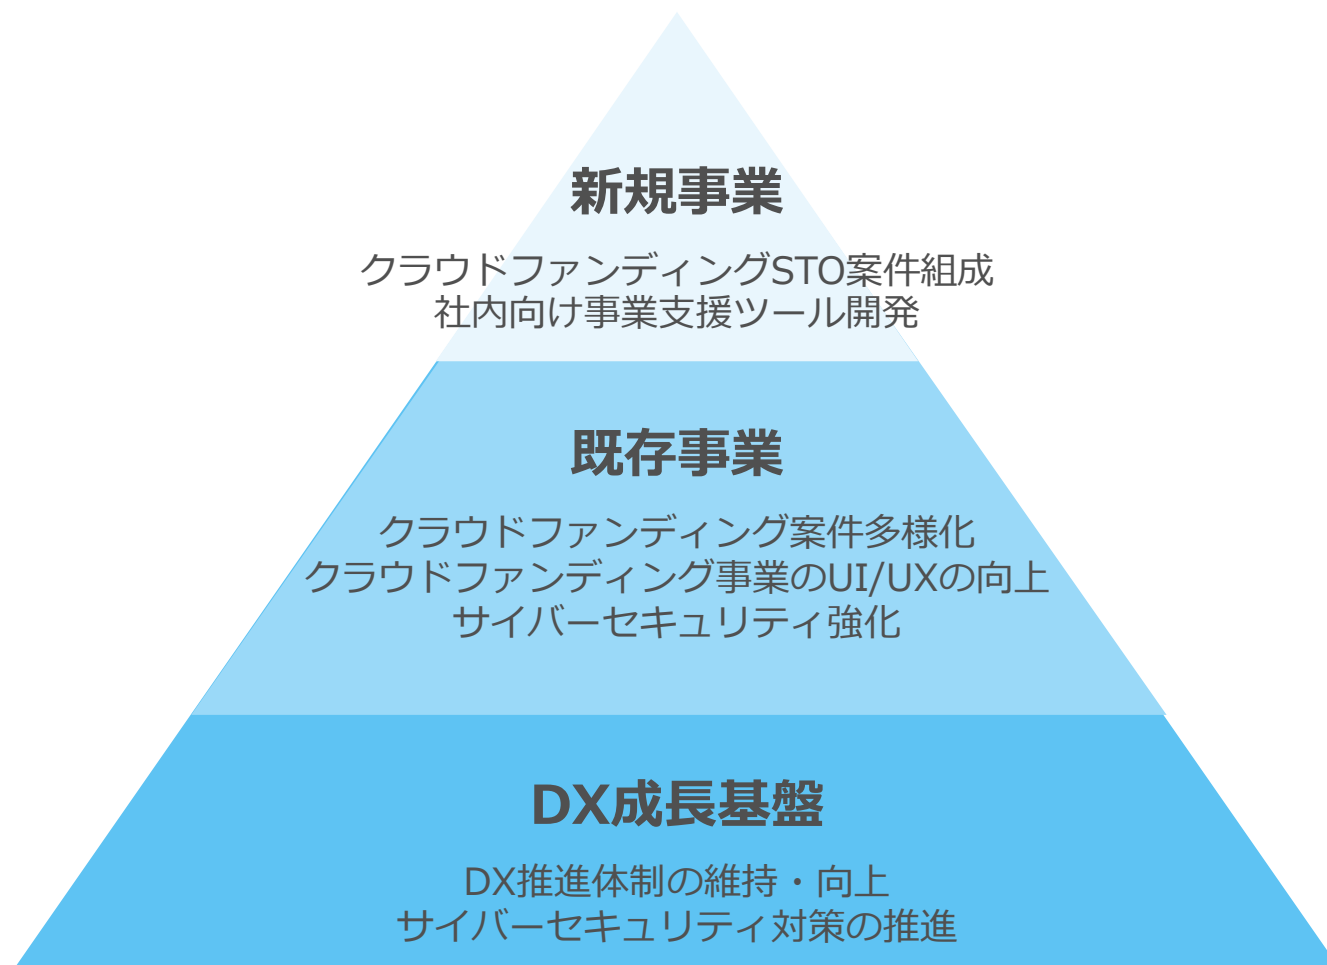 新規事業
クラウドファンディングSTO案件組成
社内向け事業支援ツール開発
既存事業
クラウドファンディング案件多様化
クラウドファンディング事業のUI/UXの向上
サイバーセキュリティ強化
DX成長基盤
DX推進体制の維持・向上
サイバーセキュリティ対策の推進